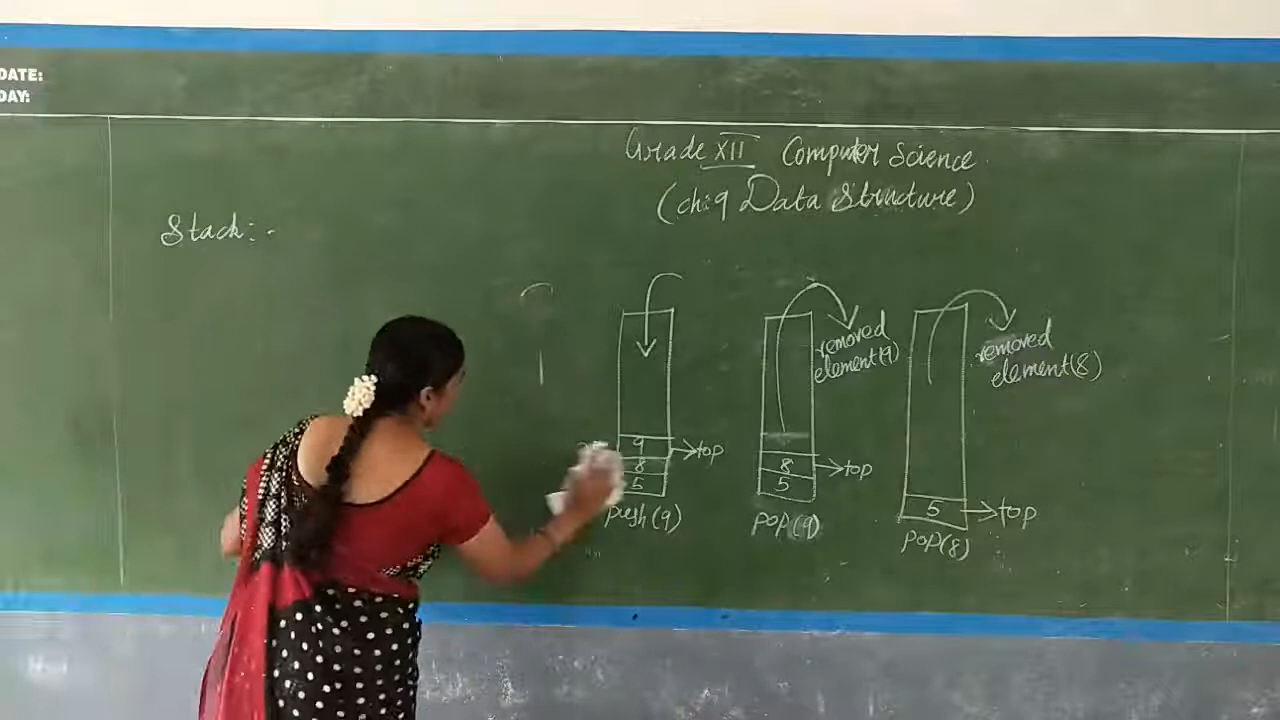 DATE:
DAY:
Grade XII Computer Science
(ch:9 Data Structure)
Stack:-
9
8
5
→top
push(9)
removed
element(9)
8
5
→top
pop(9)
removed
element(8)
5
→top
pop(8)